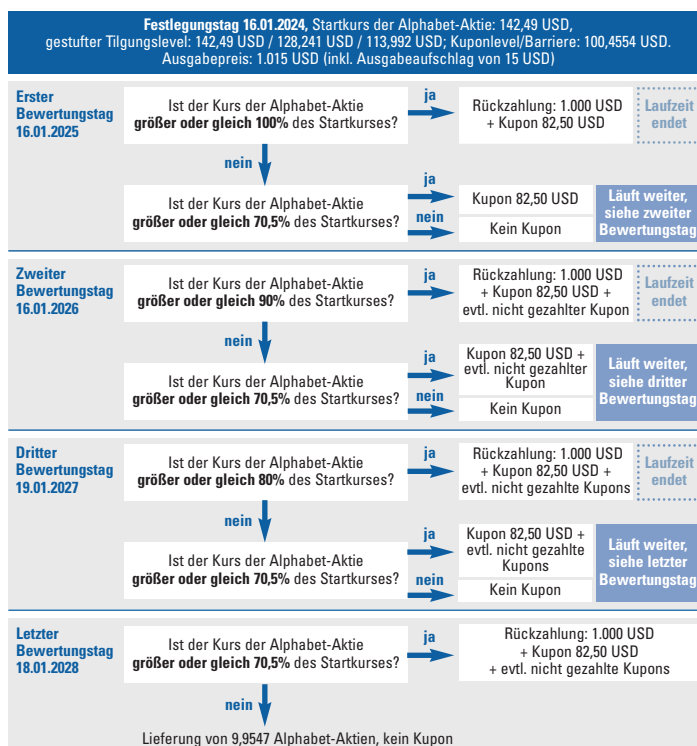 Festlegungstag 16.01.2024, Startkurs der Alphabet-Aktie: 142,49 USD,
gestufter Tilgungslevel: 142,49 USD / 128,241 USD / 113,992 USD; Kuponlevel/Barriere: 100,4554 USD.
Ausgabepreis: 1.015 USD (inkl. Ausgabeaufschlag von 15 USD)
Erster
Bewertungstag
16.01.2025
Ist der Kurs der Alphabet-Aktie
größer oder gleich 100% des Startkurses?
ja
Rückzahlung: 1.000 USD
+ Kupon 82,50 USD
Laufzeit
endet
nein
Ist der Kurs der Alphabet-Aktie
größer oder gleich 70,5% des Startkurses?
ja
Kupon 82,50 USD
nein
Kein Kupon
Läuft weiter,
siehe zweiter
Bewertungstag
Zweiter
Bewertungstag
16.01.2026
Ist der Kurs der Alphabet-Aktie
größer oder gleich 90% des Startkurses?
ja
Rückzahlung: 1.000 USD
+ Kupon 82,50 USD +
evtl. nicht gezahlter Kupon
Laufzeit
endet
nein
Ist der Kurs der Alphabet-Aktie
größer oder gleich 70,5% des Startkurses?
ja
Kupon 82,50 USD +
evtl. nicht gezahlter
Kupon
nein
Kein Kupon
Läuft weiter,
siehe dritter
Bewertungstag
Dritter
Bewertungstag
19.01.2027
Ist der Kurs der Alphabet-Aktie
größer oder gleich 80% des Startkurses?
ja
Rückzahlung: 1.000 USD
+ Kupon 82,50 USD +
evtl. nicht gezahlte Kupons
Laufzeit
endet
nein
Ist der Kurs der Alphabet-Aktie
größer oder gleich 70,5% des Startkurses?
ja
Kupon 82,50 USD +
evtl. nicht gezahlte
Kupons
nein
Kein Kupon
Läuft weiter,
siehe letzter
Bewertungstag
Letzter
Bewertungstag
18.01.2028
Ist der Kurs der Alphabet-Aktie
größer oder gleich 70,5% des Startkurses?
ja
Rückzahlung: 1.000 USD
+ Kupon 82,50 USD
+ evtl. nicht gezahlte Kupons
nein
Lieferung von 9,9547 Alphabet-Aktien, kein Kupon